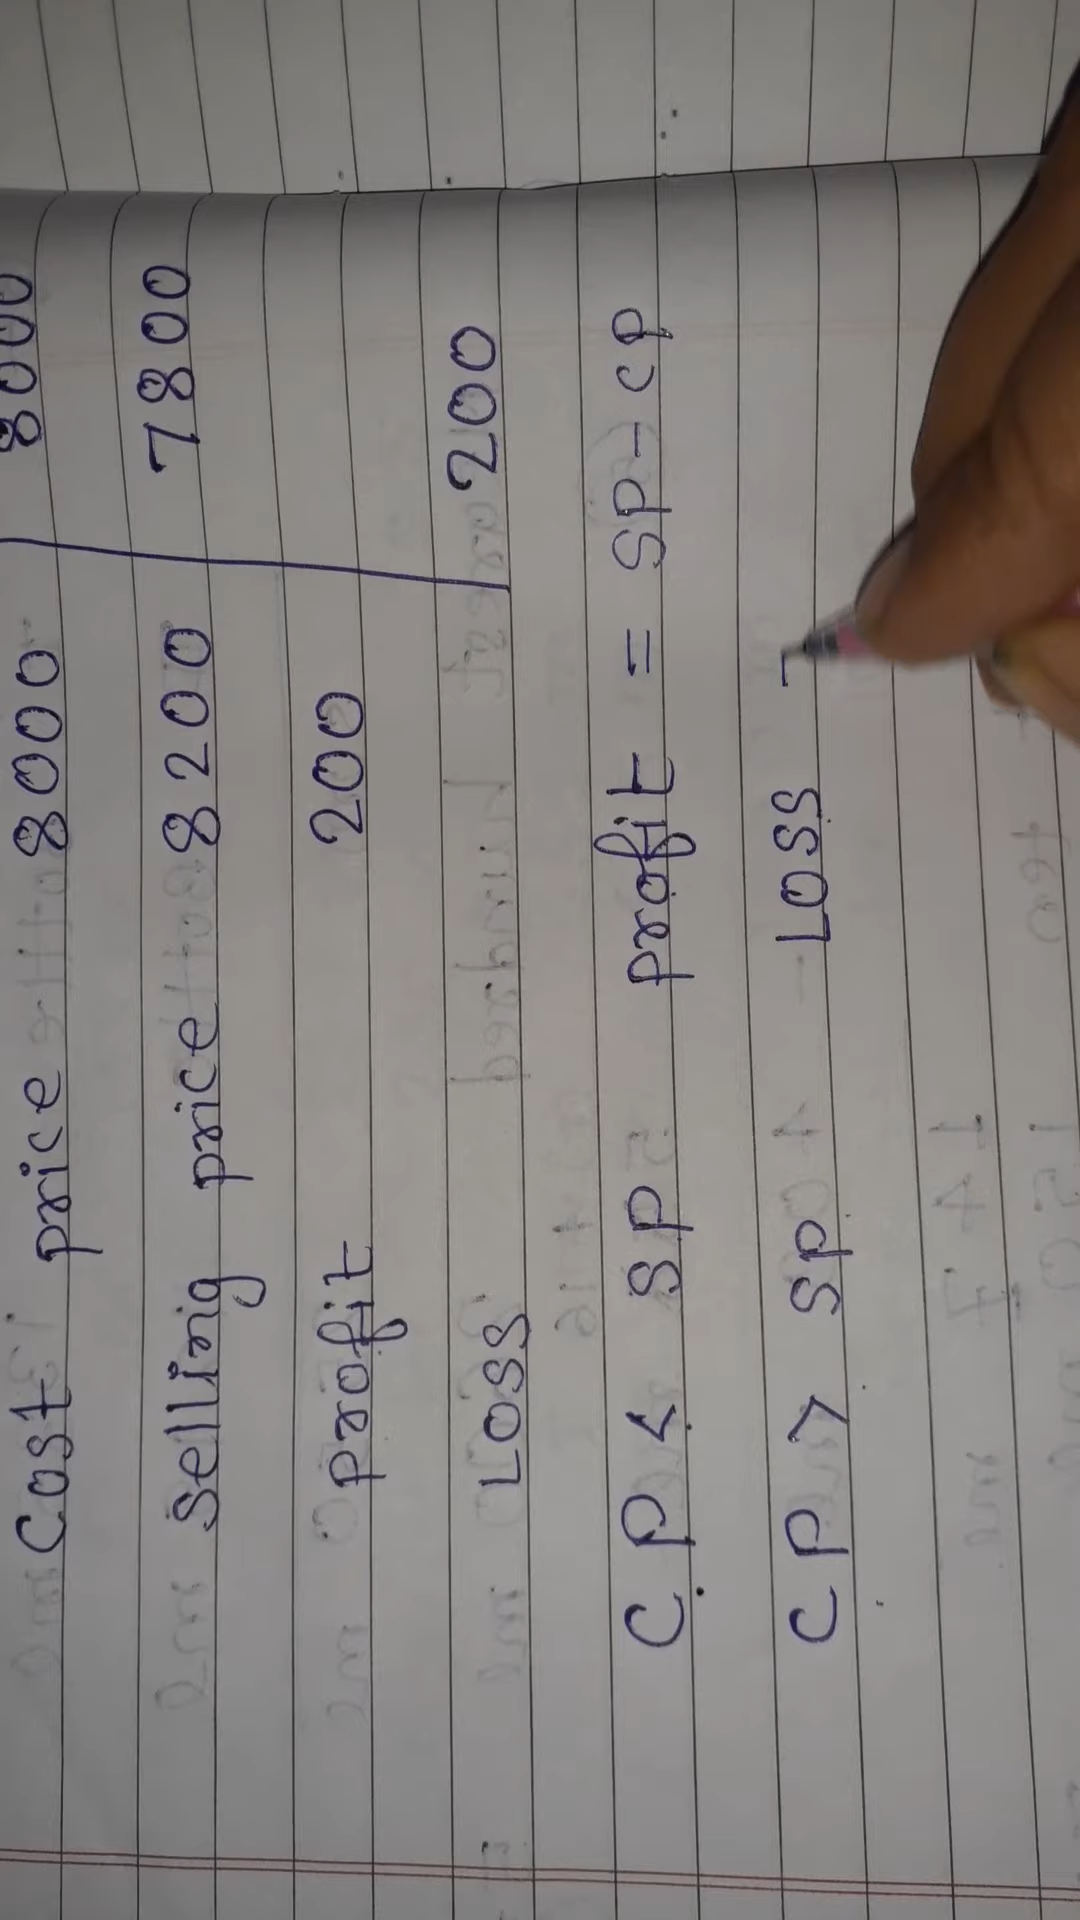 Cost price 8000 8000
Selling price 8200 7800
profit 200
Loss 200
CP < SP profit = SP - CP
CP > SP Loss